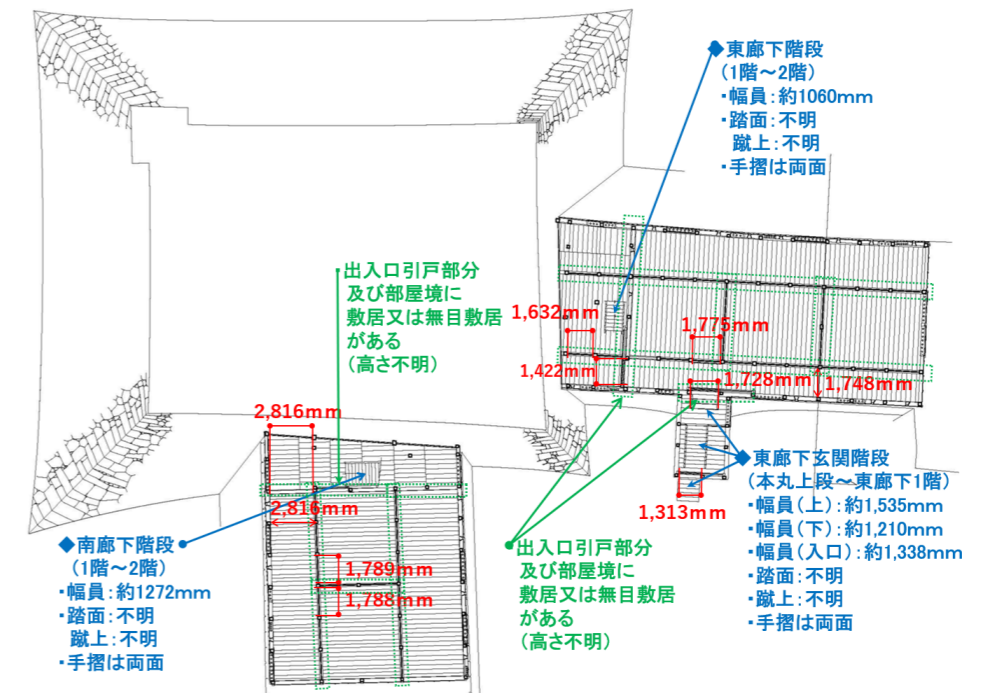 ◆東廊下階段
(1階～2階)
・幅員：約1060mm
・踏面：不明
蹴上：不明
・手摺は両面
出入口引戸部分
及び部屋境に
敷居又は無目敷居
がある
(高さ不明)
1,632mm
1,775mm
1,422mm
1,728mm
1,748mm
2,816mm
2,816mm
1,313mm
◆東廊下玄関階段
(本丸上段～東廊下1階)
・幅員(上)：約1,535mm
・幅員(下)：約1,210mm
・幅員(入口)：約1,338mm
・踏面：不明
・蹴上：不明
・手摺は両面
◆南廊下階段
(1階～2階)
・幅員：約1272mm
・踏面：不明
蹴上：不明
・手摺は両面
1,789mm
1,788mm
出入口引戸部分
及び部屋境に
敷居又は無目敷居
がある
(高さ不明)